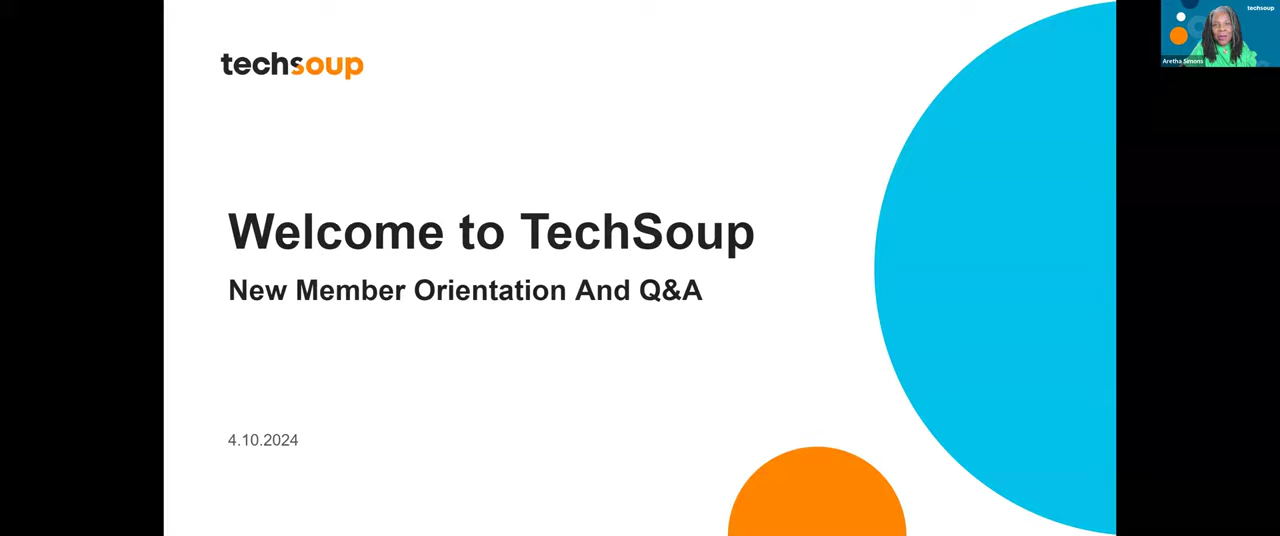 techsoup
techsoup
Aretha Simons
Welcome to TechSoup
New Member Orientation And Q&A
4.10.2024